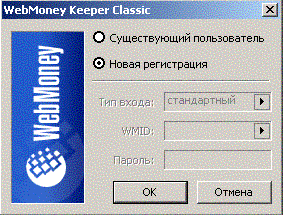 WebMoney Keeper Classic
WebMoney
Существующий пользователь
Новая регистрация
Тип входа: стандартный
WMID:
Пароль:
OK Отмена